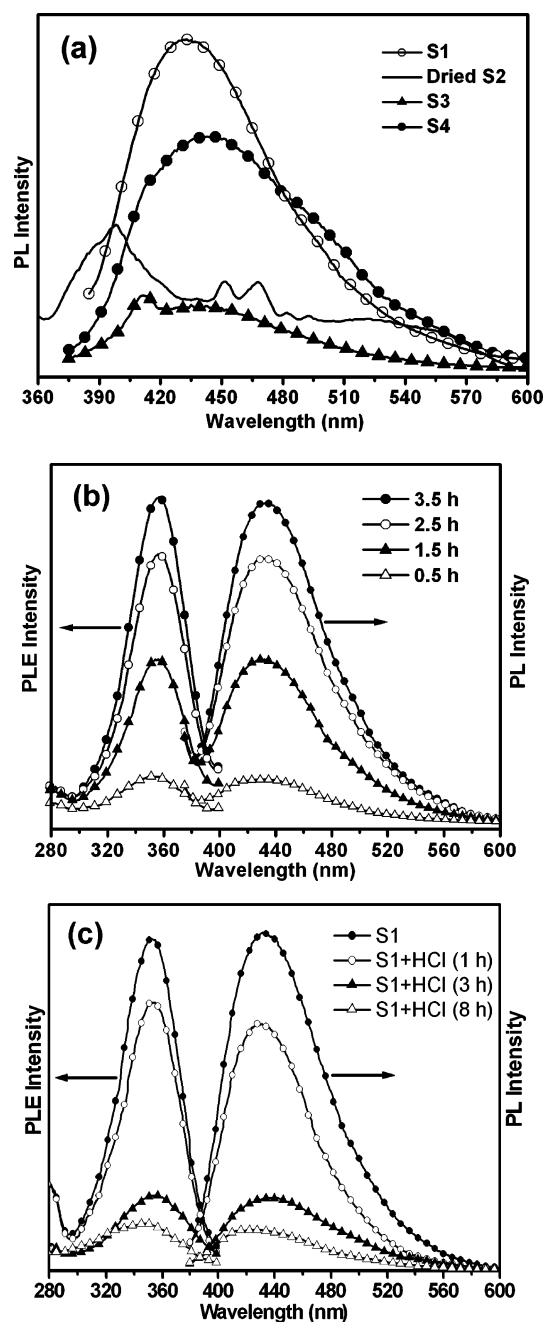 (a)
S1
Dried S2
S3
S4
PL Intensity
360 390 420 450 480 510 540 570 600
Wavelength (nm)
(b)
3.5 h
2.5 h
1.5 h
0.5 h
PLE Intensity
PL Intensity
280 320 360 400 440 480 520 560 600
Wavelength (nm)
(c)
S1
S1+HCl (1 h)
S1+HCl (3 h)
S1+HCl (8 h)
PLE Intensity
PL Intensity
280 320 360 400 440 480 520 560 600
Wavelength (nm)